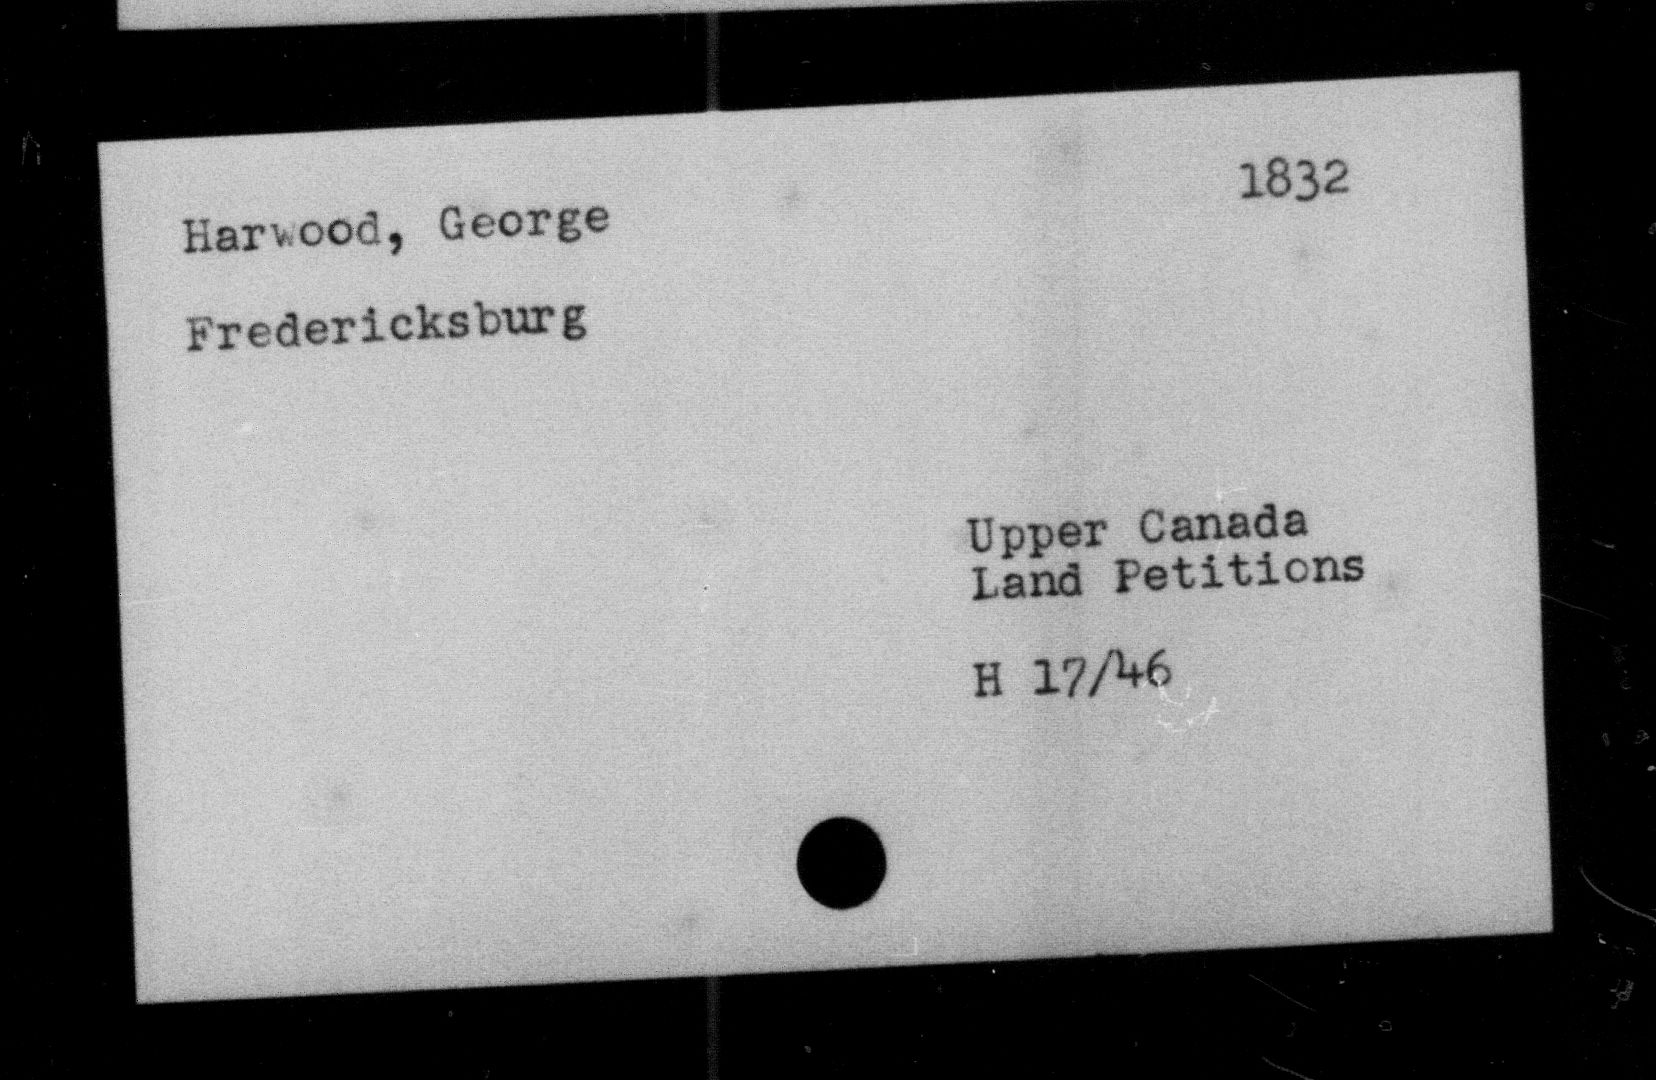 1832
Harwood, George
Fredericksburg
Upper Canada
Land Petitions
H 17/46